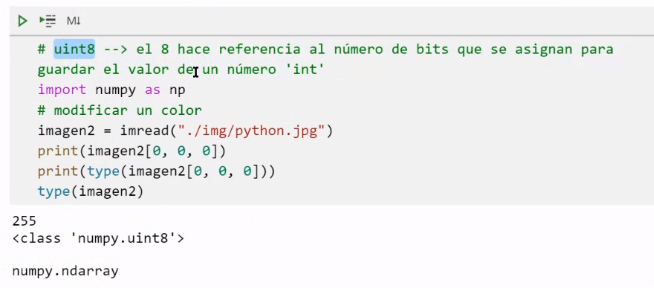 M↓
# uint8 --> el 8 hace referencia al número de bits que se asignan para
guardar el valor de un número 'int'
import numpy as np
# modificar un color
imagen2 = imread("./img/python.jpg")
print(imagen2[0, 0, 0])
print(type(imagen2[0, 0, 0]))
type(imagen2)
255
<class 'numpy.uint8'>
numpy.ndarray